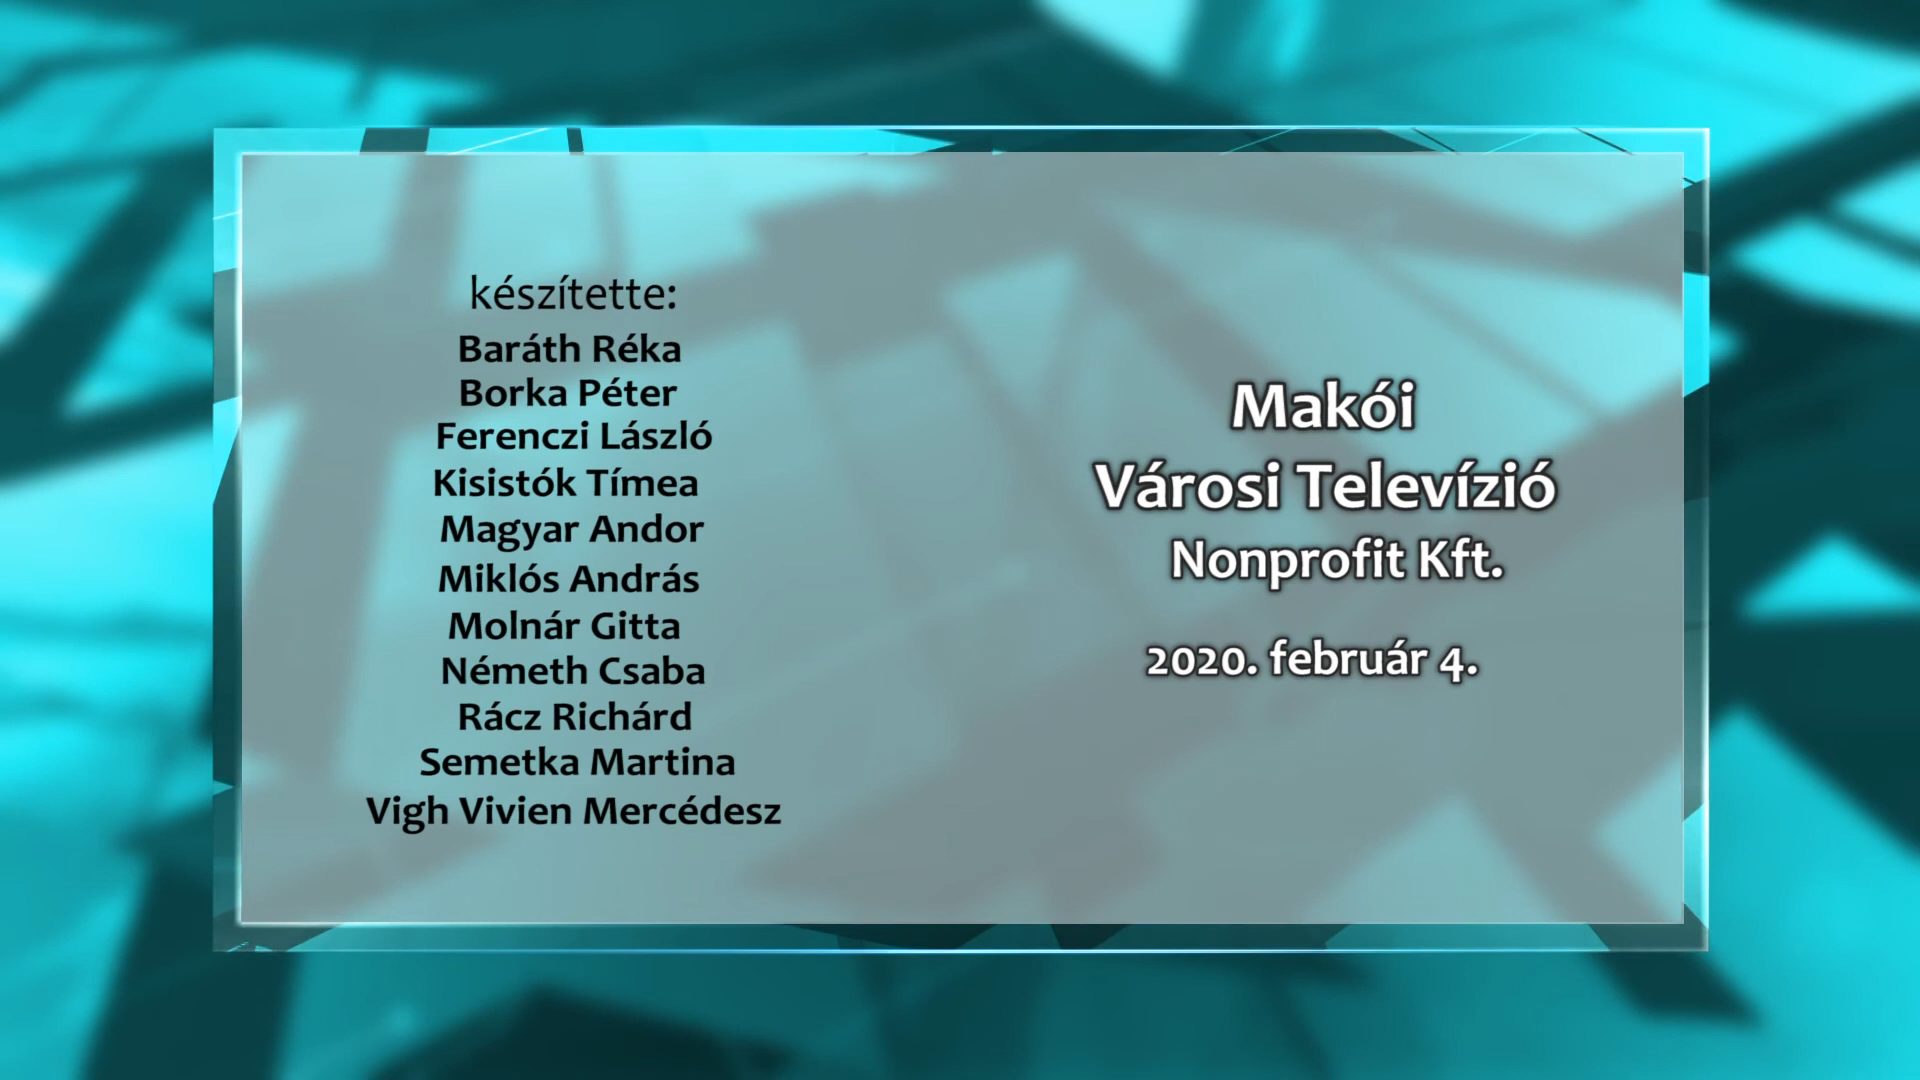 készítette:
Baráth Réka
Borka Péter
Ferenczi László
Kisistók Tímea
Magyar Andor
Miklós András
Molnár Gitta
Németh Csaba
Rácz Richárd
Semetka Martina
Vigh Vivien Mercédesz
Makói
Városi Televízió
Nonprofit Kft.
2020. február 4.